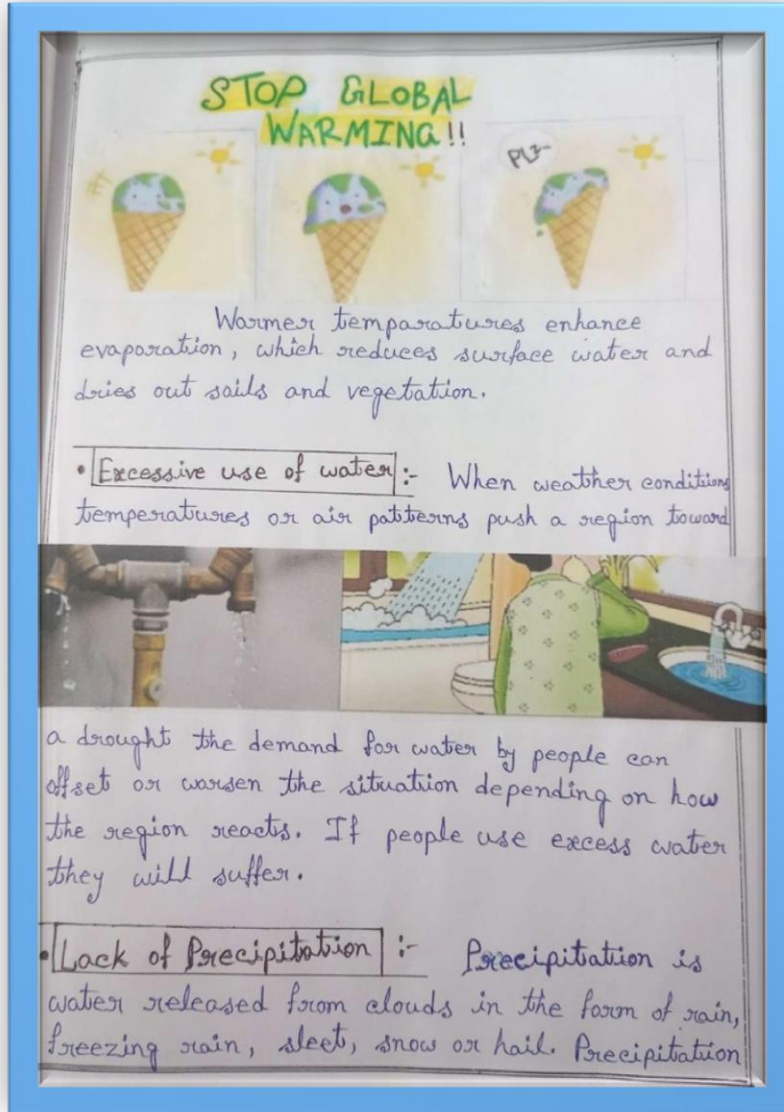 STOP GLOBAL
WARMING!!
PLZ
Warmer temparatures enhance
evaporation, which reduces surface water and
dries out soils and vegetation.
• Excessive use of water :- When weather conditions
temperatures or air patterns push a region toward
a drought the demand for water by people can
offset or worsen the situation depending on how
the region reacts. If people use excess water
they will suffer.
• Lack of Precipitation :- Precipitation is
water released from clouds in the form of rain,
freezing rain, sleet, snow or hail. Precipitation